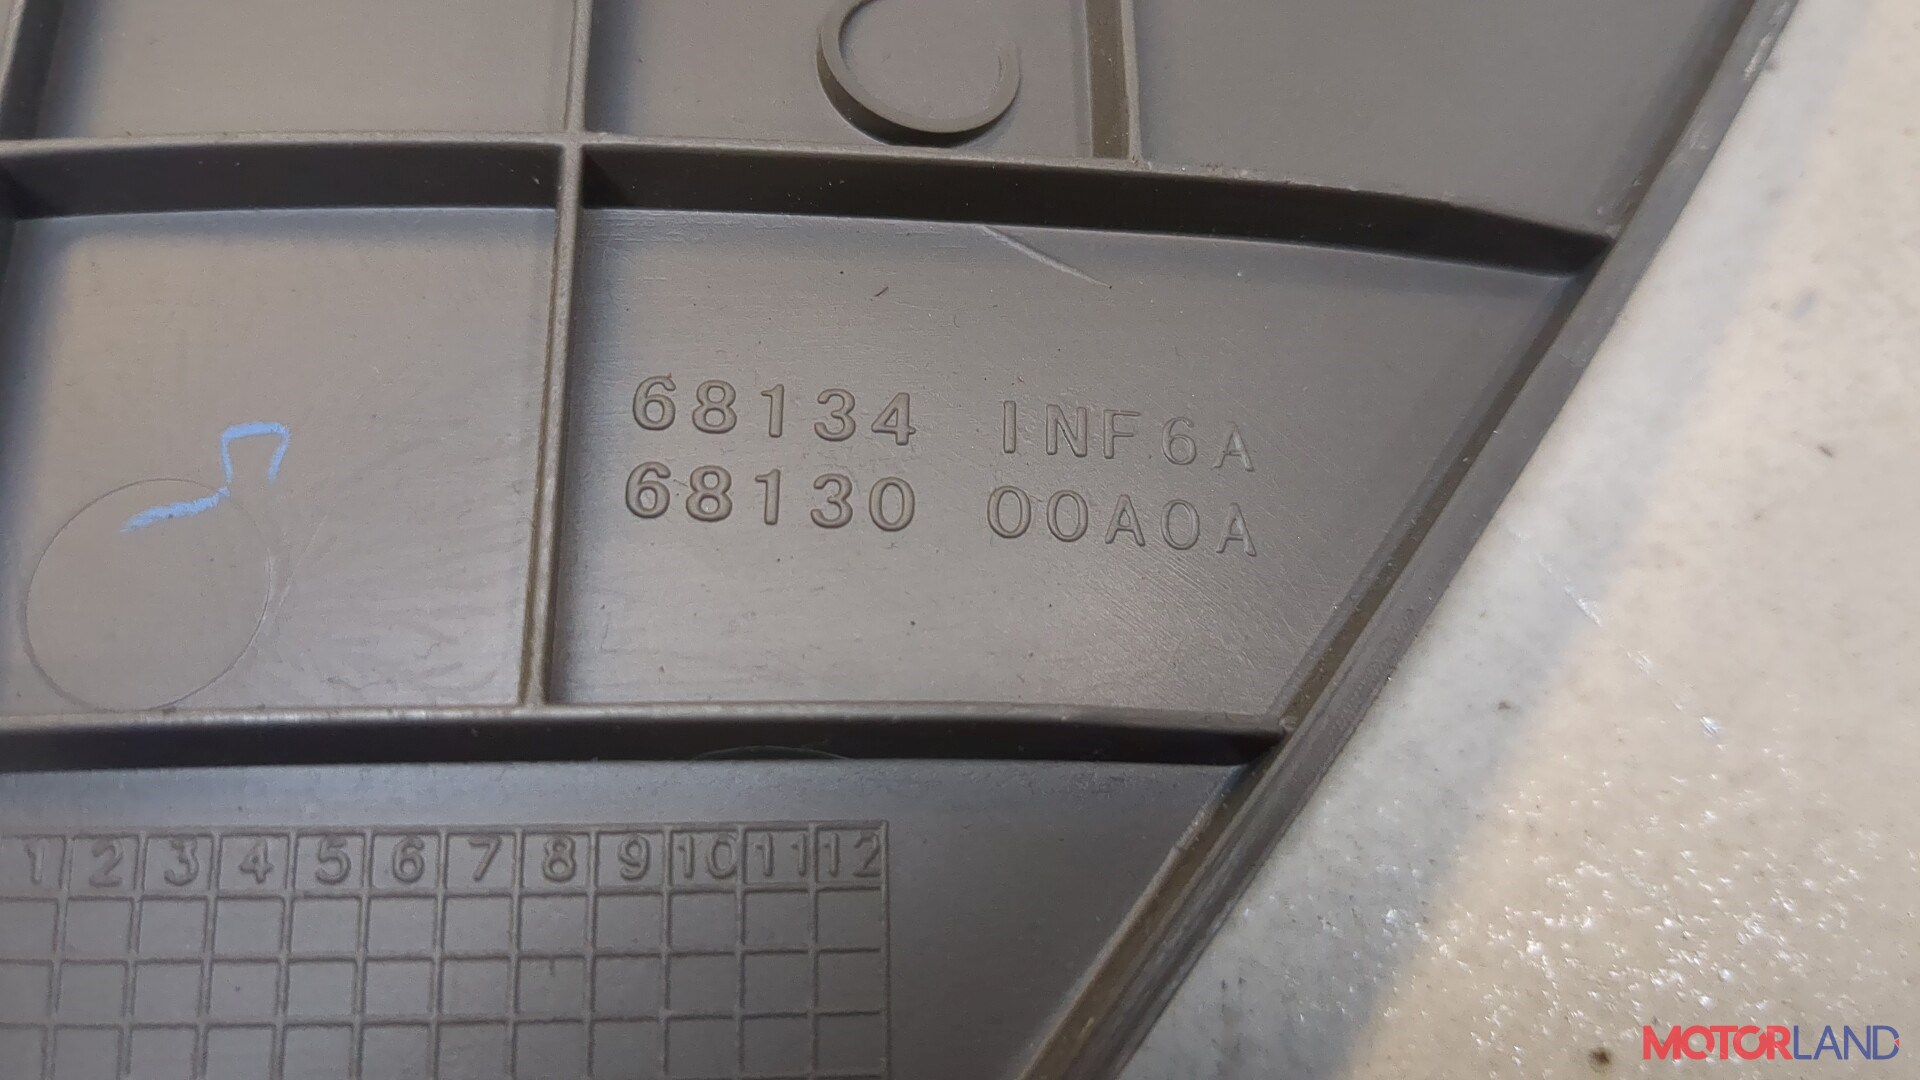 68134 1NF6A
68130 00A0A
1 2 3 4 5 6 7 8 9 10 11 12
MOTORLAND